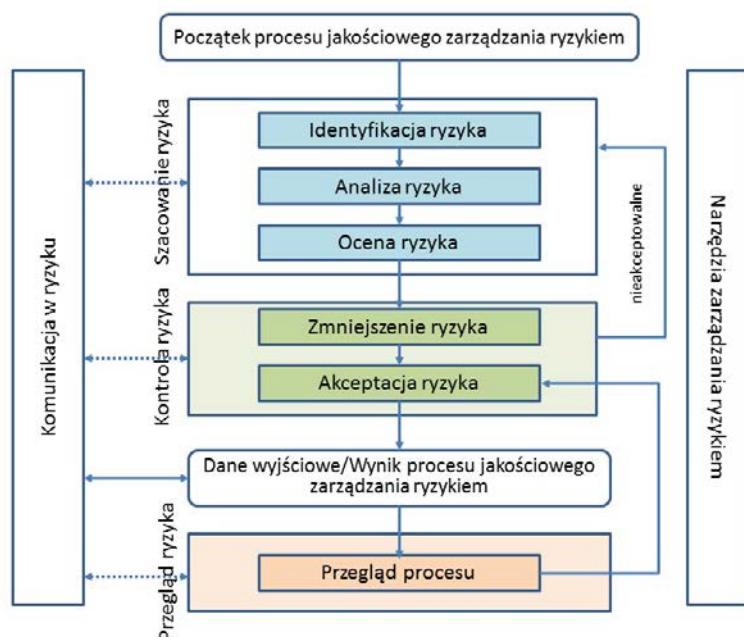 Początek procesu jakościowego zarządzania ryzykiem
Komunikacja w ryzyku
Szacowanie ryzyka
Identyfikacja ryzyka
Analiza ryzyka
Ocena ryzyka
nieakceptowalne
Narzędzia zarządzania ryzykiem
Kontrola ryzyka
Zmniejszenie ryzyka
Akceptacja ryzyka
Dane wyjściowe/Wynik procesu jakościowego
zarządzania ryzykiem
Przegląd ryzyka
Przegląd procesu